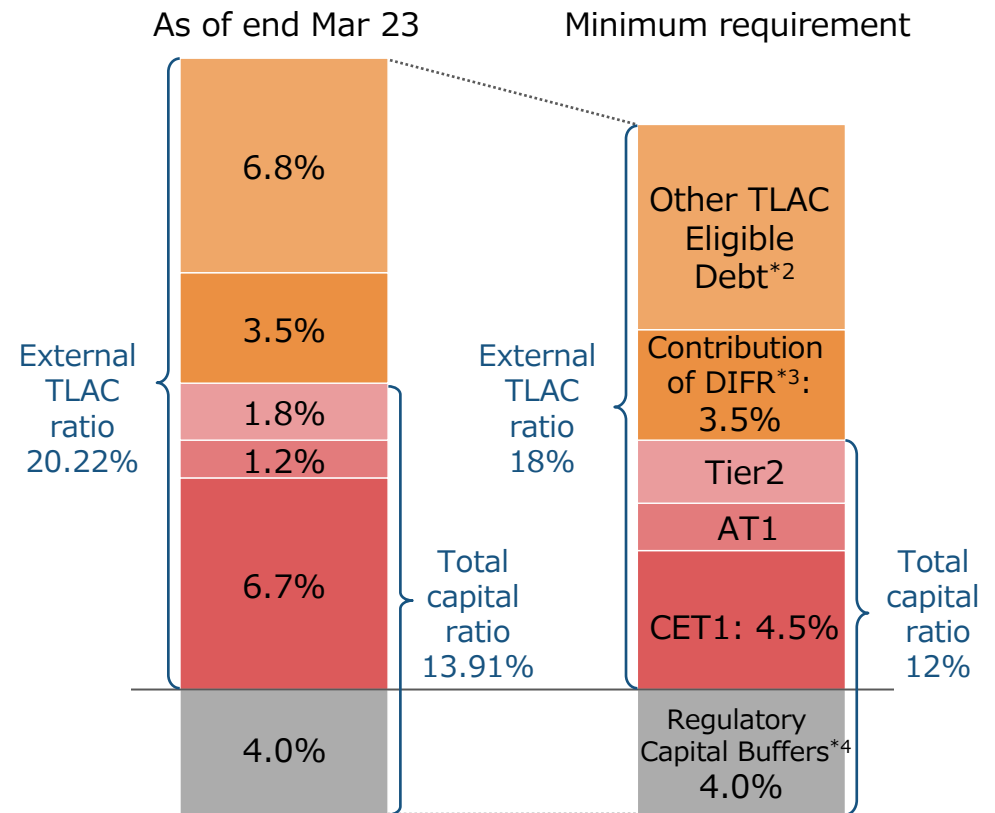 As of end Mar 23
Minimum requirement
6.8%
3.5%
1.8%
1.2%
6.7%
4.0%
External
TLAC
ratio
20.22%
Total
capital
ratio
13.91%
Other TLAC
Eligible
Debt*2
Contribution
of DIFR*3:
3.5%
Tier2
AT1
CET1: 4.5%
Regulatory
Capital Buffers*4
4.0%
External
TLAC
ratio
18%
Total
capital
ratio
12%